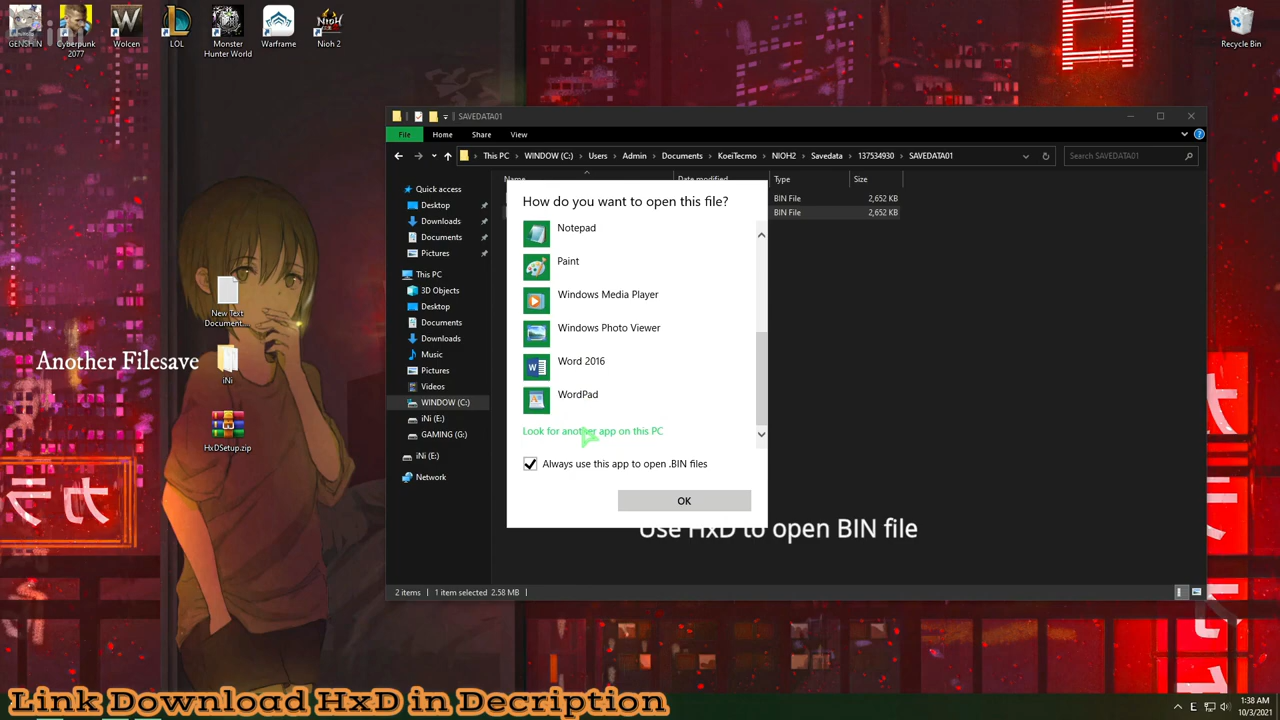 GENSHIN
Cyberpunk
2077
Wolcen
LOL
Monster
Hunter World
Warframe
Nioh 2
Recycle Bin
SAVEDATA01
File
Home
Share
View
This PC
WINDOW (C:)
Users
Admin
Documents
KoeiTecmo
NIOH2
Savedata
137534930
SAVEDATA01
Search SAVEDATA01
Name
Date modified
Type
Size
BIN File
2,652 KB
BIN File
2,652 KB
Quick access
Desktop
Downloads
Documents
Pictures
This PC
3D Objects
Desktop
Documents
Downloads
Music
Pictures
Videos
WINDOW (C:)
iNi (E:)
GAMING (G:)
iNi (E:)
Network
How do you want to open this file?
Notepad
Paint
Windows Media Player
Windows Photo Viewer
Word 2016
WordPad
Look for another app on this PC
Always use this app to open .BIN files
OK
Use HxD to open BIN file
2 items
1 item selected 2.58 MB
New Text
Document...
Another Filesave
iNi
HxDSetup.zip
カラ
Link Download HxD in Decription
E
1:38 AM
10/3/2021